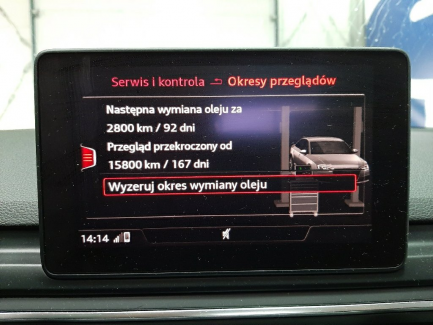 Serwis i kontrola Okresy przeglądów
Następna wymiana oleju za
2800 km / 92 dni
Przegląd przekroczony od
15800 km / 167 dni
Wyzeruj okres wymiany oleju
14:14